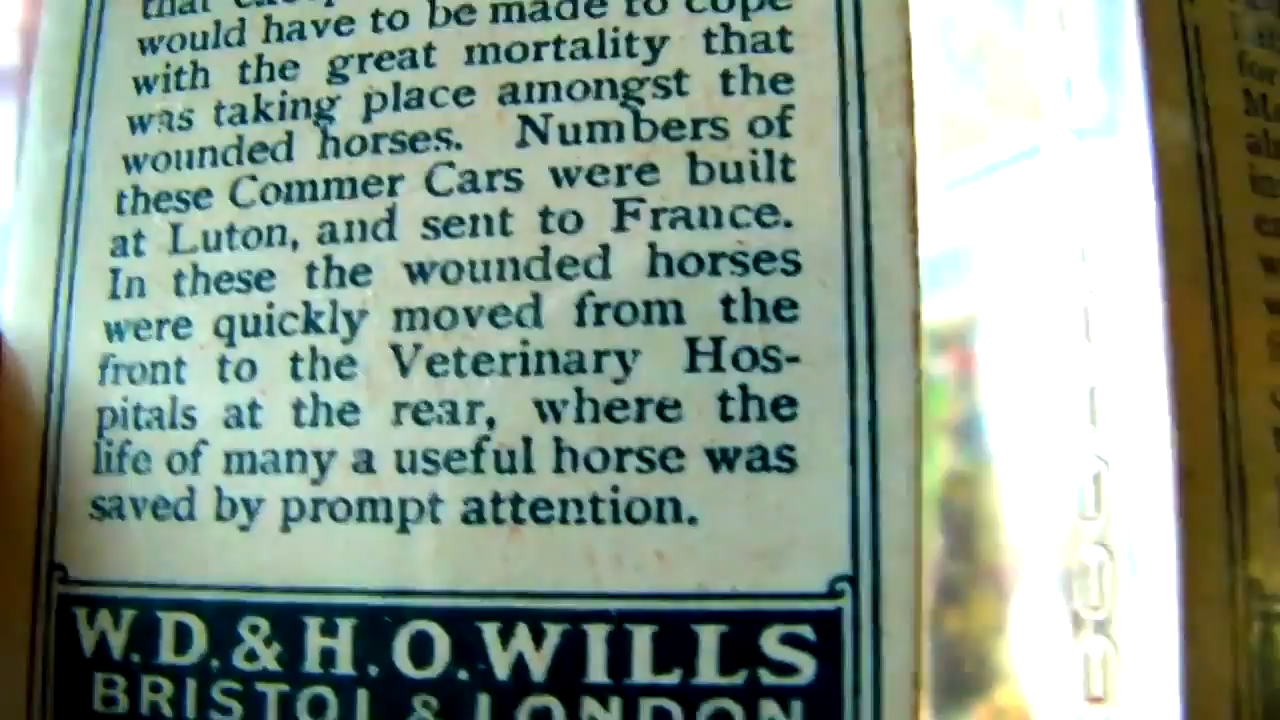 that
would have to be made to cope
with the great mortality that
was taking place amongst the
wounded horses. Numbers of
these Commer Cars were built
at Luton, and sent to France.
In these the wounded horses
were quickly moved from the
front to the Veterinary Hos-
pitals at the rear, where the
life of many a useful horse was
saved by prompt attention.
W.D.&H.O.WILLS
BRISTOL & LONDON